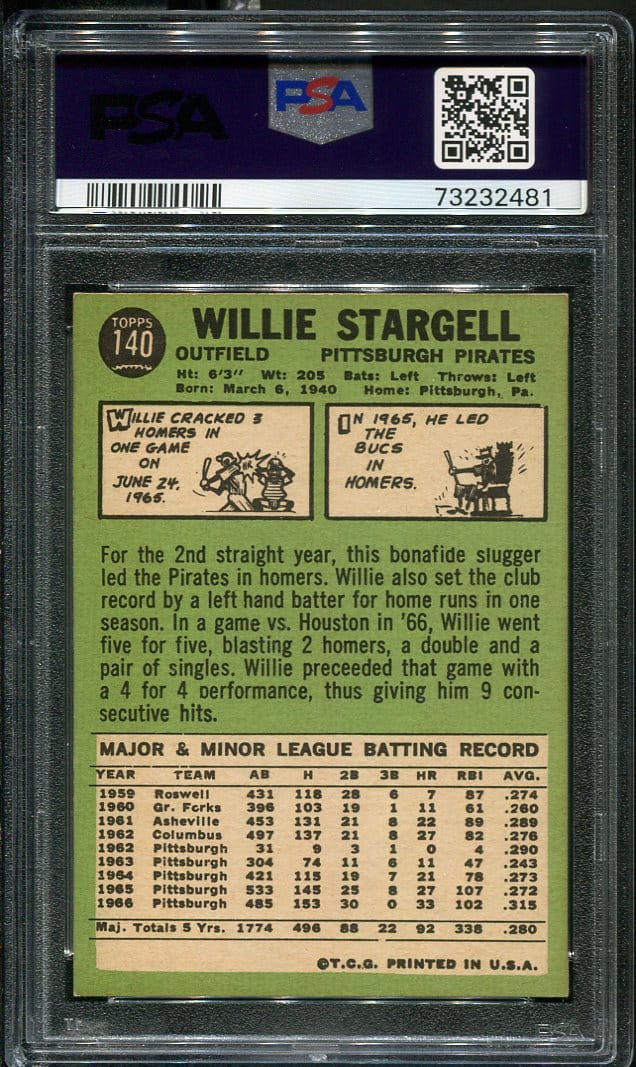 PSA
PSA
73232481
TOPPS
140
WILLIE STARGELL
OUTFIELD PITTSBURGH PIRATES
Ht: 6'3" Wt: 205 Bats: Left Throws: Left
Born: March 6, 1940 Home: Pittsburgh, Pa.
WILLIE CRACKED 3
HOMERS IN
ONE GAME
ON
JUNE 24,
1965.
HR
IN 1965, HE LED
THE
BUCS
IN
HOMERS.
For the 2nd straight year, this bonafide slugger
led the Pirates in homers. Willie also set the club
record by a left hand batter for home runs in one
season. In a game vs. Houston in '66, Willie went
five for five, blasting 2 homers, a double and a
pair of singles. Willie preceeded that game with
a 4 for 4 performance, thus giving him 9 con-
secutive hits.
MAJOR & MINOR LEAGUE BATTING RECORD
YEAR TEAM AB H 2B 3B HR RBI AVG.
1959 Roswell 431 118 28 6 7 87 .274
1960 Gr. Forks 396 103 19 1 11 61 .260
1961 Asheville 453 131 21 8 22 89 .289
1962 Columbus 497 137 21 8 27 82 .276
1962 Pittsburgh 31 9 3 1 0 4 .290
1963 Pittsburgh 304 74 11 6 11 47 .243
1964 Pittsburgh 421 115 19 7 21 78 .273
1965 Pittsburgh 533 145 25 8 27 107 .272
1966 Pittsburgh 485 153 30 0 33 102 .315
Maj. Totals 5 Yrs. 1774 496 88 22 92 338 .280
©T.C.G. PRINTED IN U.S.A.
PSA